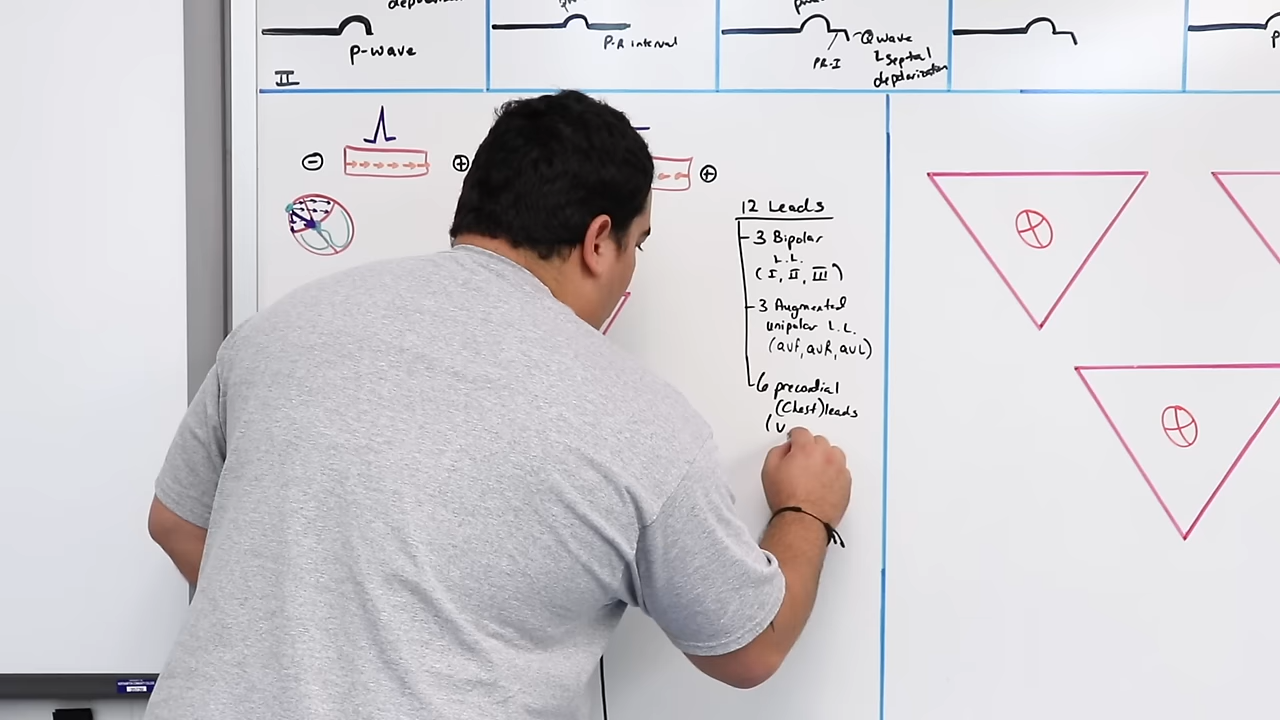 P-wave
II
P-R interval
PR-I
Q wave
septal
depolarization
12 Leads
3 Bipolar
L.L.
(I, II, III)
3 Augmented
unipolar L.L.
(aVF, aVR, aVL)
6 precordial
(Chest) leads
(V